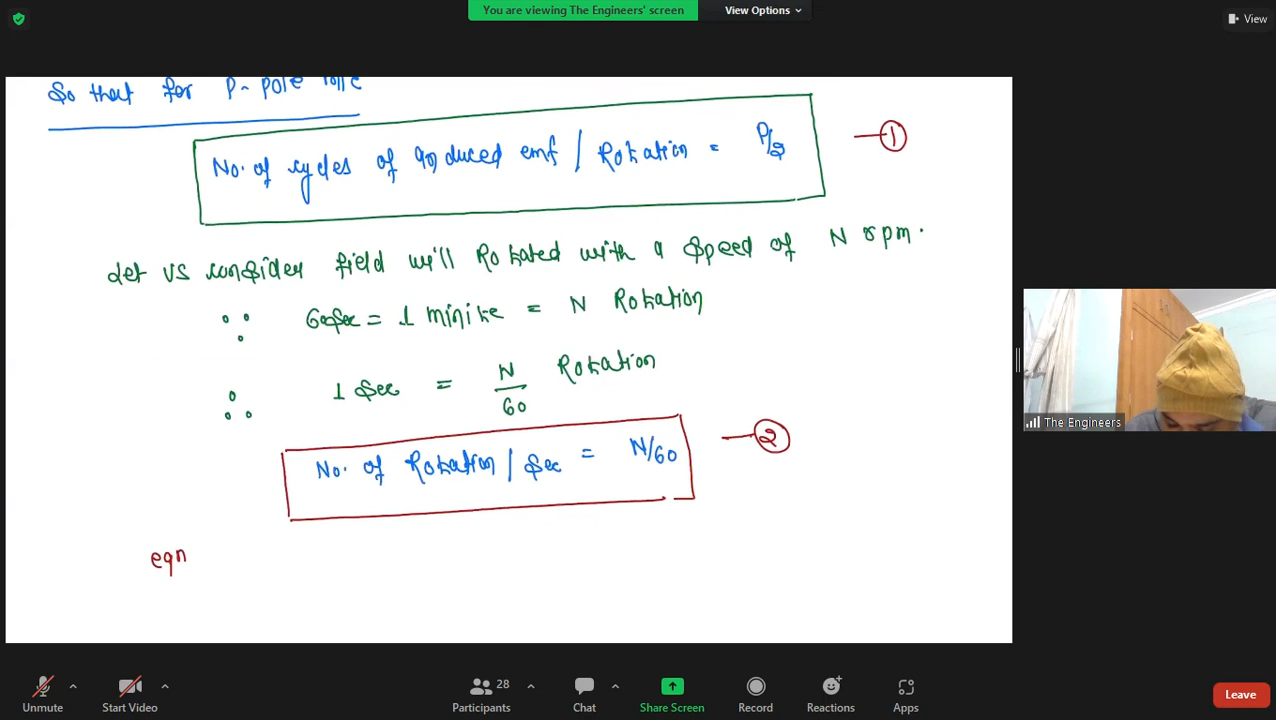 You are viewing The Engineers' screen
View Options
View
So that for P-pole m/c
No. of cycles of induced emf / Rotation = P/2 — 1
Let us consider field will Rotated with a speed of N rpm.
∵ 60sec = 1 minite = N Rotation
∴ 1 Sec = N/60 Rotation
No. of Rotation / Sec = N/60 — 2
eqn
The Engineers
Unmute
Start Video
28
Participants
Chat
Share Screen
Record
Reactions
Apps
Leave